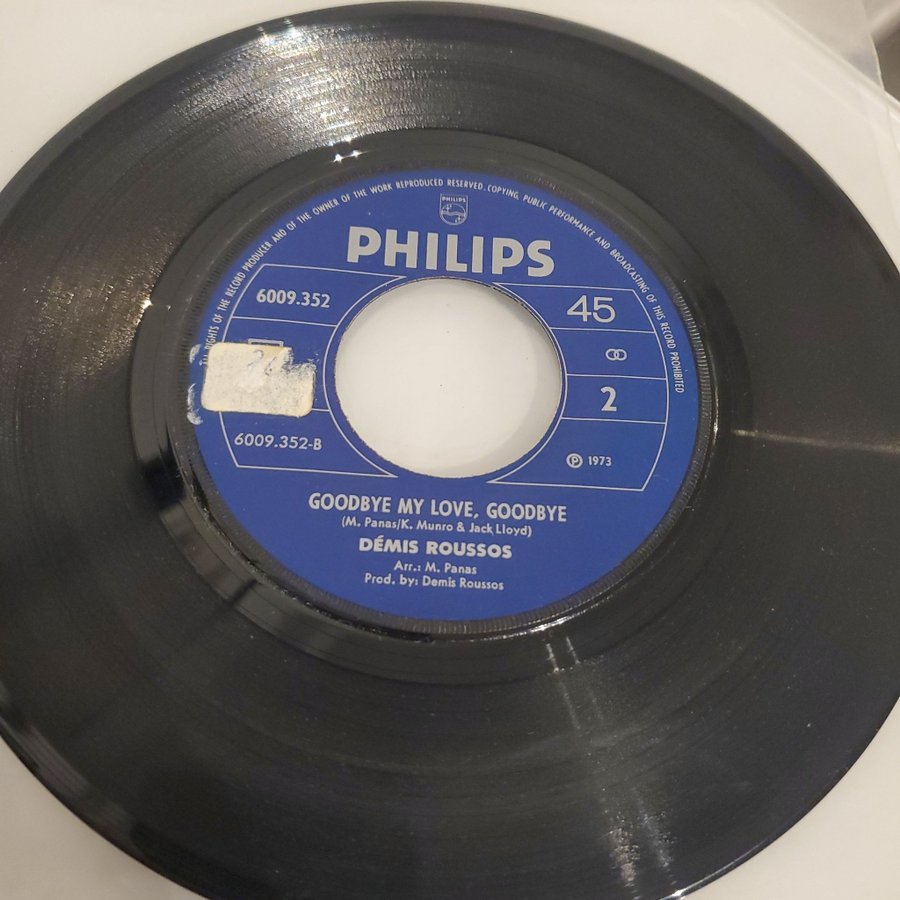 ALL RIGHTS OF THE RECORD PRODUCER AND OF THE OWNER OF THE WORK REPRODUCED RESERVED. COPYING, PUBLIC PERFORMANCE AND BROADCASTING OF THIS RECORD PROHIBITED
PHILIPS
PHILIPS
6009.352
45
2
6009.352-B
Ⓟ 1973
GOODBYE MY LOVE, GOODBYE
(M. Panas/K. Munro & Jack Lloyd)
DÉMIS ROUSSOS
Arr.: M. Panas
Prod. by: Demis Roussos